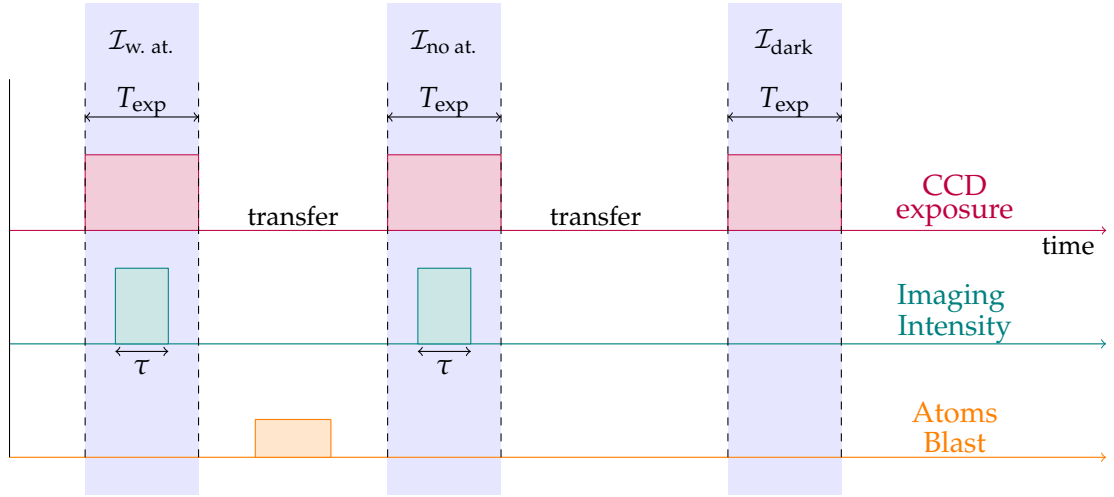 𝓘w. at.
𝓘no at.
𝓘dark
Texp
Texp
Texp
transfer
transfer
CCD
exposure
time
Imaging
Intensity
τ
τ
Atoms
Blast